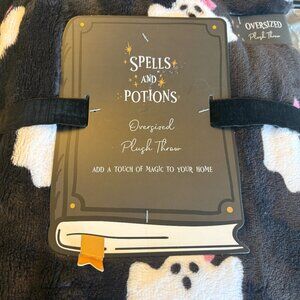 SPELLS
AND
POTIONS
Oversized
Plush Throw
ADD A TOUCH OF MAGIC TO YOUR HOME
OVERSIZED
Plush Throw